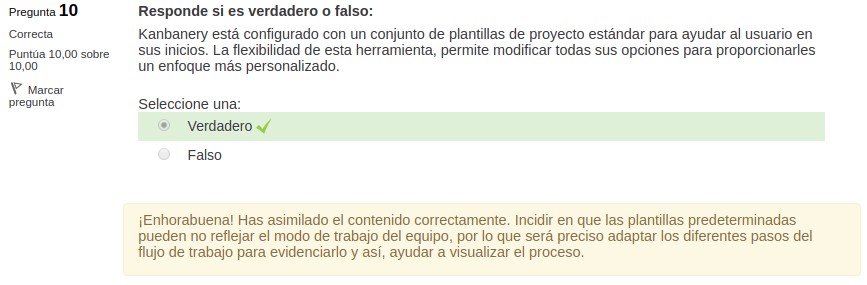 Pregunta 10
Correcta
Puntúa 10,00 sobre
10,00
Marcar
pregunta
Responde si es verdadero o falso:
Kanbanery está configurado con un conjunto de plantillas de proyecto estándar para ayudar al usuario en
sus inicios. La flexibilidad de esta herramienta, permite modificar todas sus opciones para proporcionarles
un enfoque más personalizado.
Seleccione una:
Verdadero
Falso
¡Enhorabuena! Has asimilado el contenido correctamente. Incidir en que las plantillas predeterminadas
pueden no reflejar el modo de trabajo del equipo, por lo que será preciso adaptar los diferentes pasos del
flujo de trabajo para evidenciarlo y así, ayudar a visualizar el proceso.